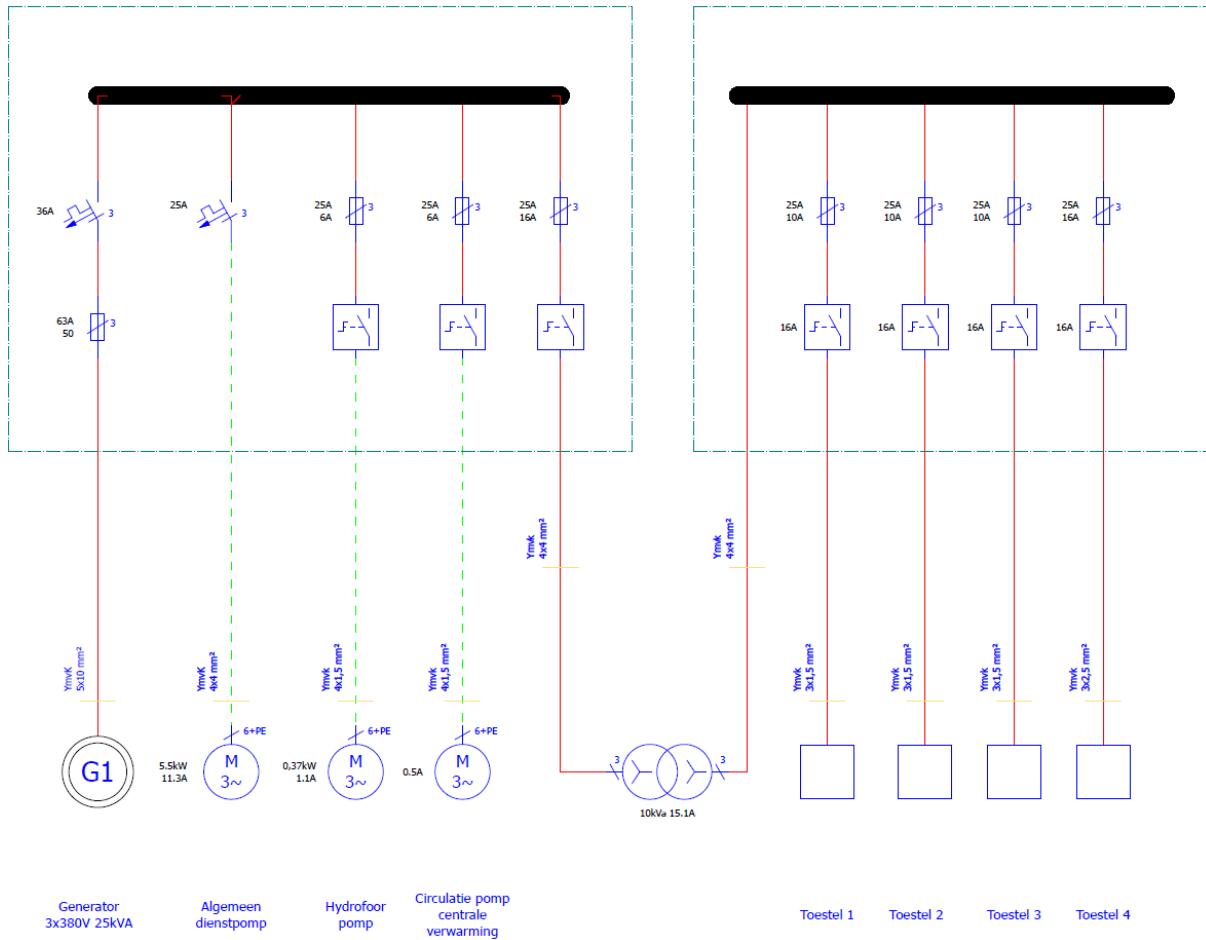 36A
3
25A
3
25A
6A
3
25A
6A
3
25A
16A
3
25A
10A
3
25A
10A
3
25A
10A
3
25A
16A
3
63A
50
3
16A
16A
16A
16A
Ymvk
4x4 mm²
Ymvk
4x4 mm²
YmvK
5x10 mm²
YmvK
4x4 mm²
Ymvk
4x1,5 mm²
Ymvk
4x1,5 mm²
Ymvk
3x1,5 mm²
Ymvk
3x1,5 mm²
Ymvk
3x1,5 mm²
Ymvk
3x2,5 mm²
6+PE
6+PE
6+PE
G1
5.5kW
11.3A
M
3~
0,37kW
1.1A
M
3~
0.5A
M
3~
3
3
10kVa 15.1A
Generator
3x380V 25kVA
Algemeen
dienstpomp
Hydrofoor
pomp
Circulatie pomp
centrale
verwarming
Toestel 1
Toestel 2
Toestel 3
Toestel 4